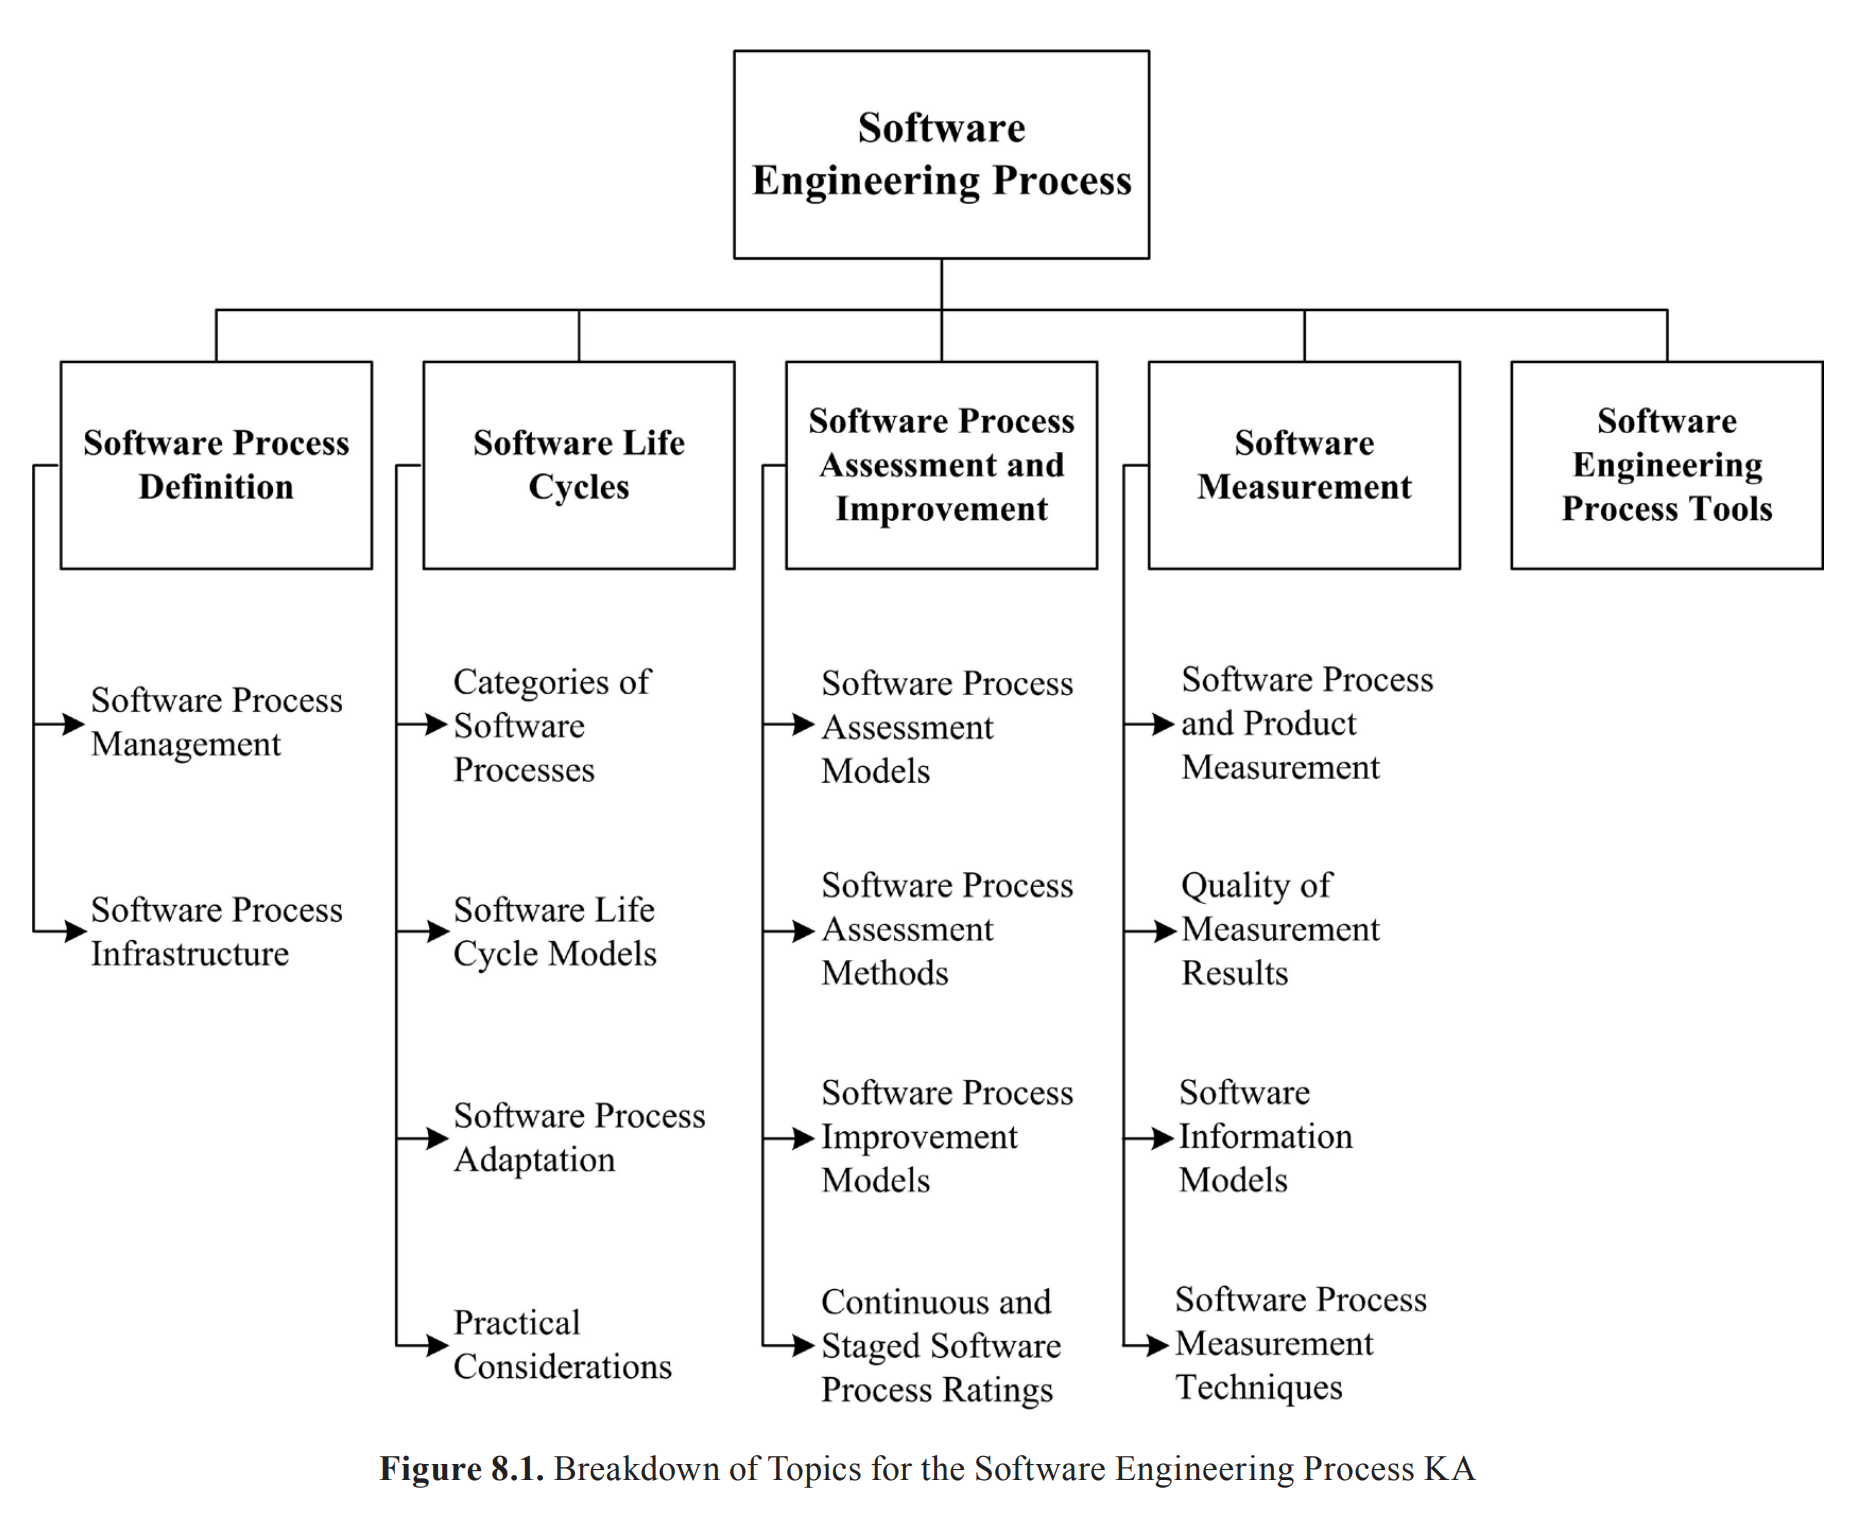 Software
Engineering Process
Software Process
Definition
Software Life
Cycles
Software Process
Assessment and
Improvement
Software
Measurement
Software
Engineering
Process Tools
Software Process
Management
Software Process
Infrastructure
Categories of
Software
Processes
Software Life
Cycle Models
Software Process
Adaptation
Practical
Considerations
Software Process
Assessment
Models
Software Process
Assessment
Methods
Software Process
Improvement
Models
Continuous and
Staged Software
Process Ratings
Software Process
and Product
Measurement
Quality of
Measurement
Results
Software
Information
Models
Software Process
Measurement
Techniques
Figure 8.1. Breakdown of Topics for the Software Engineering Process KA